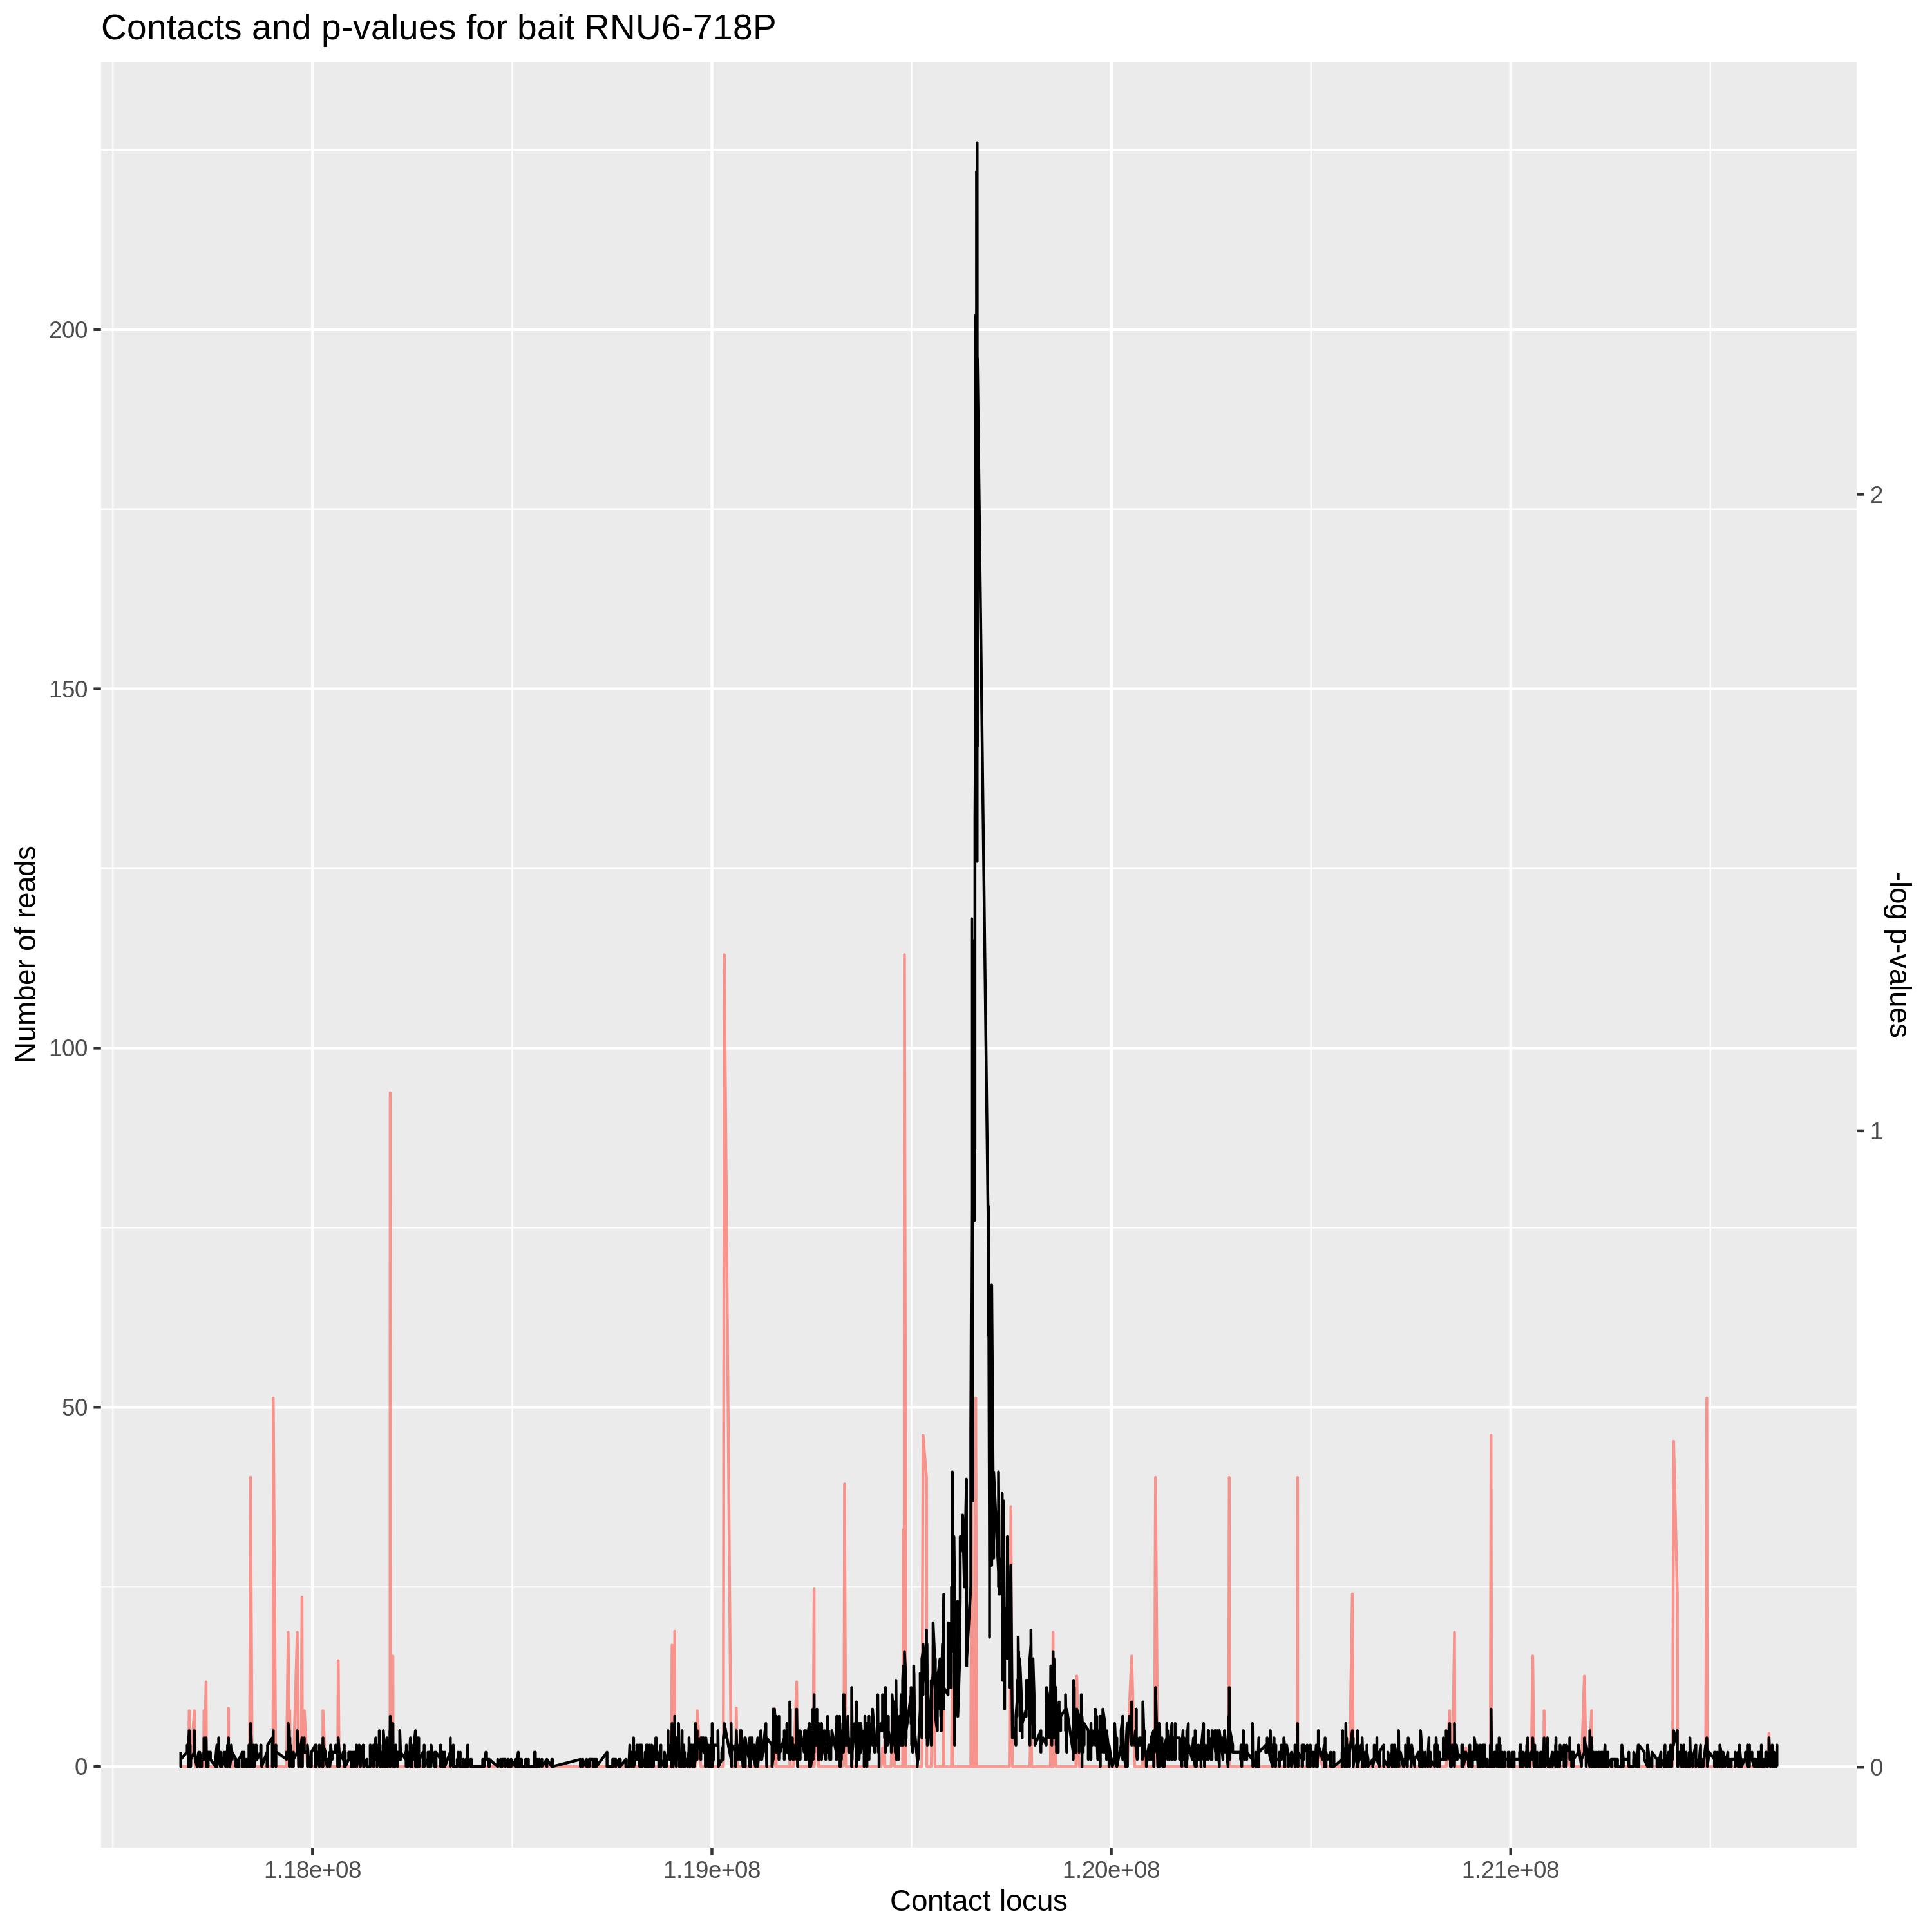 Contacts and p-values for bait RNU6-718P
Number of reads
200
150
100
50
0
2
1
0
-log p-values
1.18e+08
1.19e+08
1.20e+08
1.21e+08
Contact locus